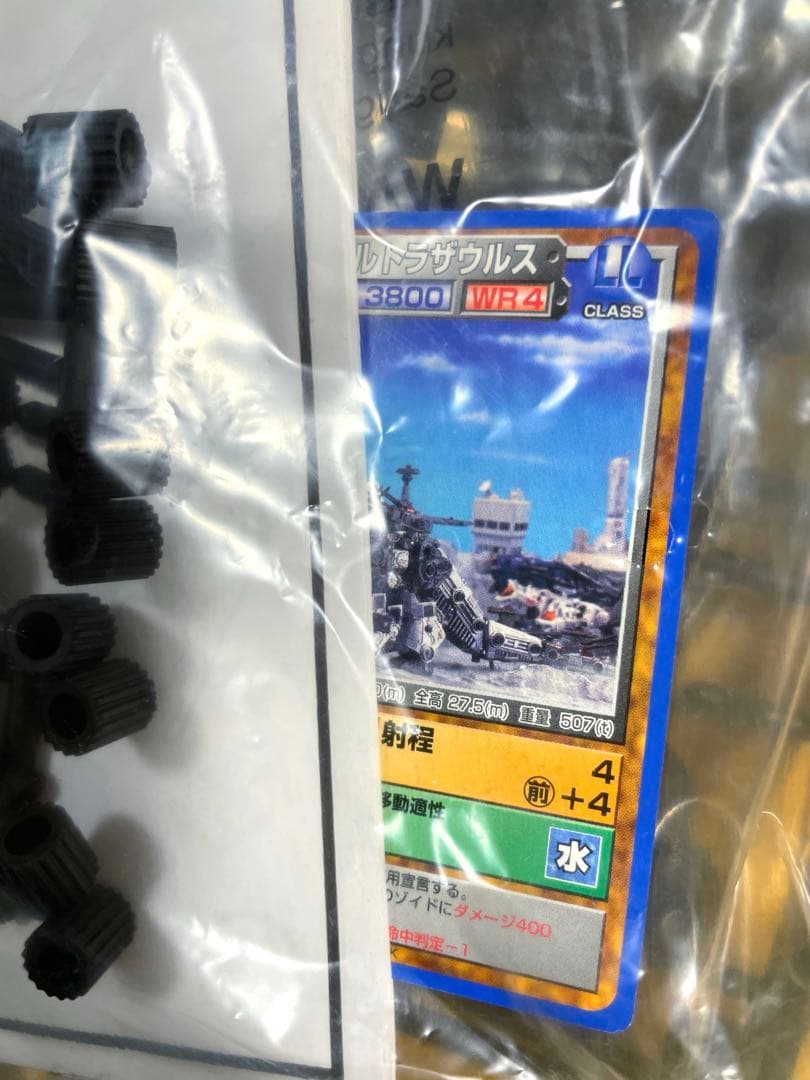 ルトラザウルス
LL
CLASS
3800
WR4
0(m) 全高 27.5(m) 重量 507(t)
射程
4
前 +4
移動適性
水
用宣言する。
のゾイドにダメージ400
命中判定−1